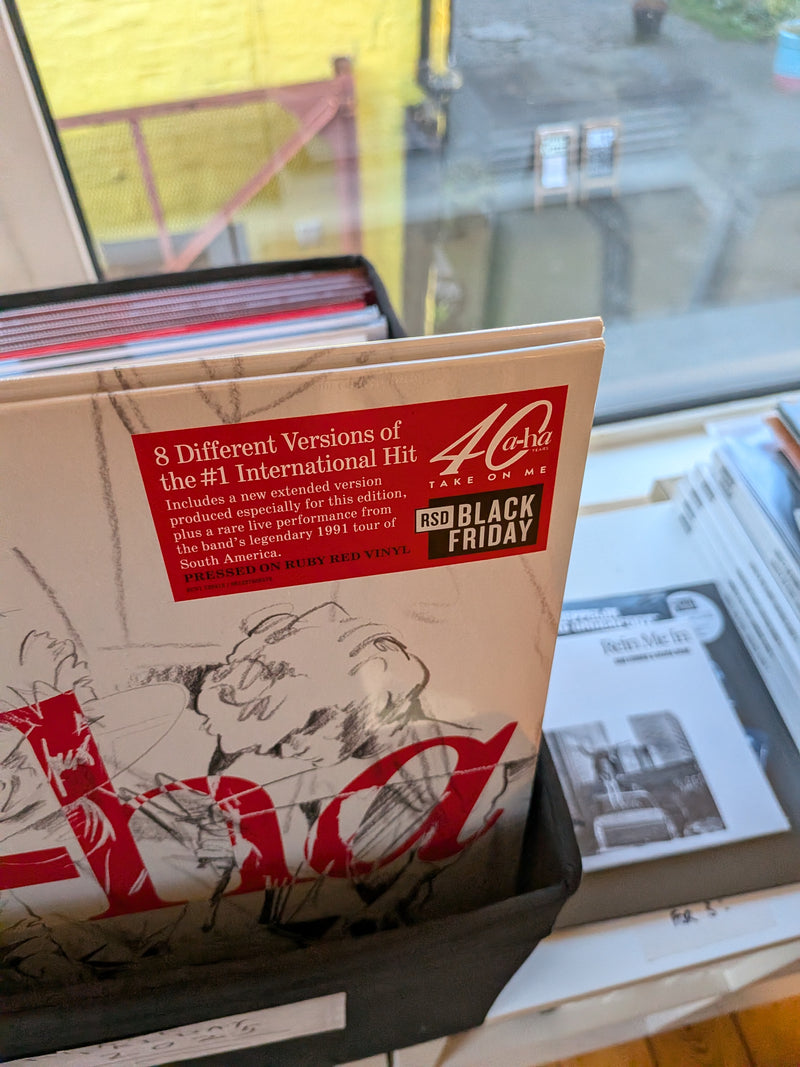 8 Different Versions of
the #1 International Hit
Includes a new extended version
produced especially for this edition,
plus a rare live performance from
the band's legendary 1991 tour of
South America.
PRESSED ON RUBY RED VINYL
40
a-ha
YEARS
TAKE ON ME
RSD BLACK
FRIDAY
-ha
Rein Me In
2025